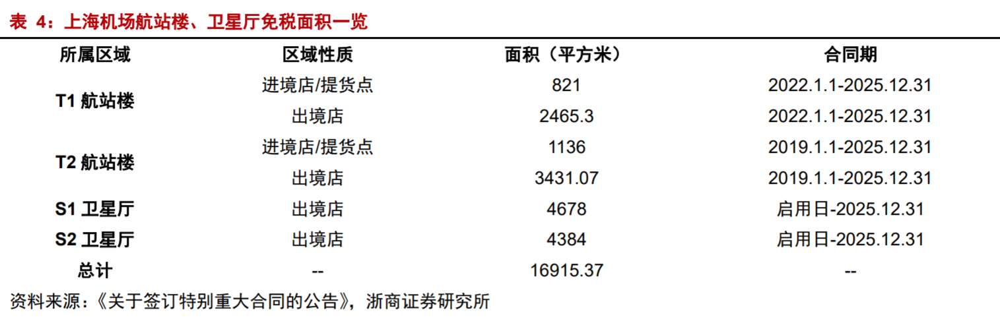 表 4：上海机场航站楼、卫星厅免税面积一览
所属区域 区域性质 面积（平方米） 合同期
T1 航站楼 进境店/提货点 821 2022.1.1-2025.12.31
出境店 2465.3 2022.1.1-2025.12.31
T2 航站楼 进境店/提货点 1136 2019.1.1-2025.12.31
出境店 3431.07 2019.1.1-2025.12.31
S1 卫星厅 出境店 4678 启用日-2025.12.31
S2 卫星厅 出境店 4384 启用日-2025.12.31
总计 -- 16915.37 --
资料来源：《关于签订特别重大合同的公告》，浙商证券研究所